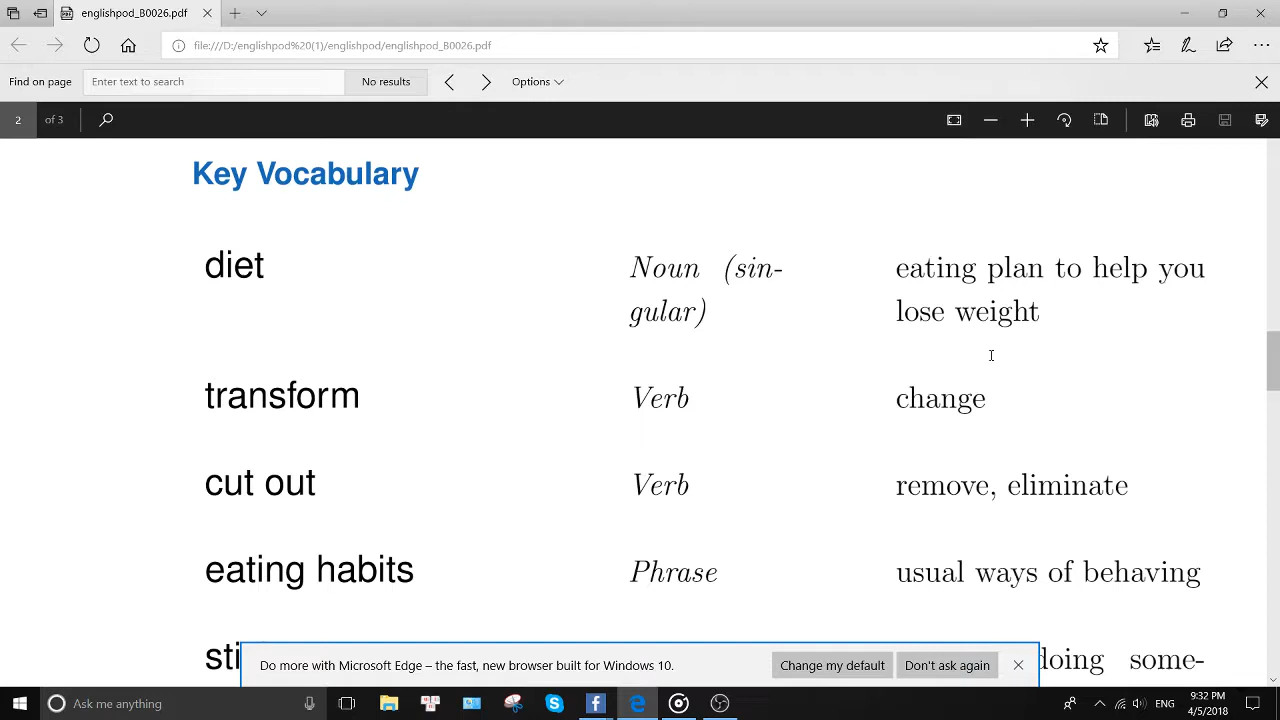 englishpod_B0026.pdf
file:///D:/englishpod%20(1)/englishpod/englishpod_B0026.pdf
Find on page Enter text to search No results Options
2 of 3
Key Vocabulary
diet Noun (sin- eating plan to help you
gular) lose weight
transform Verb change
cut out Verb remove, eliminate
eating habits Phrase usual ways of behaving
doing some-
Do more with Microsoft Edge – the fast, new browser built for Windows 10. Change my default Don't ask again
Ask me anything ENG 9:32 PM
4/5/2018